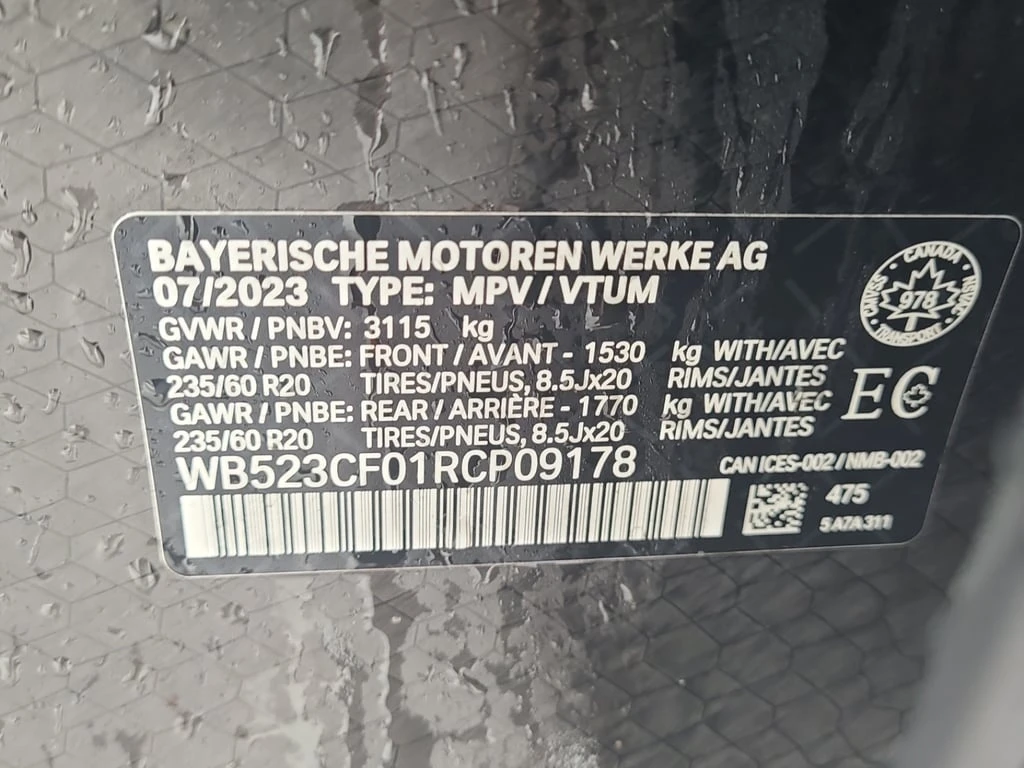 BAYERISCHE MOTOREN WERKE AG
07/2023 TYPE: MPV / VTUM
GVWR / PNBV: 3115 kg
GAWR / PNBE: FRONT / AVANT - 1530 kg WITH/AVEC
235/60 R20 TIRES/PNEUS, 8.5Jx20 RIMS/JANTES
GAWR / PNBE: REAR / ARRIÈRE - 1770 kg WITH/AVEC
235/60 R20 TIRES/PNEUS, 8.5Jx20 RIMS/JANTES
WB523CF01RCP09178
CANADA
978
TRANSPORT
EC
CAN ICES-002 / NMB-002
475
5A7A311